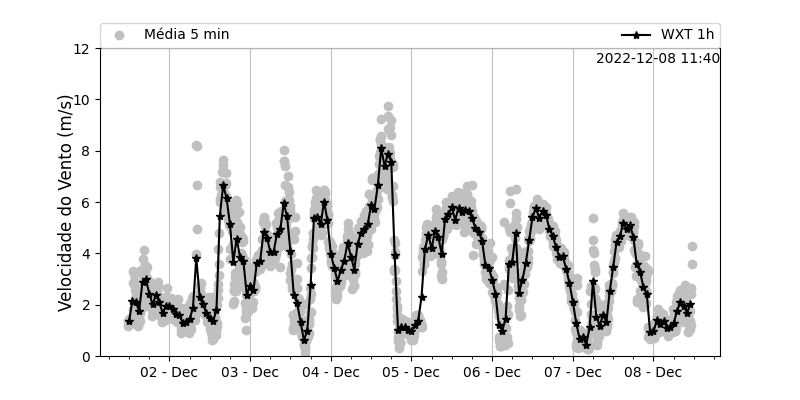 Média 5 min
WXT 1h
2022-12-08 11:40
Velocidade do Vento (m/s)
12
10
8
6
4
2
0
02 - Dec
03 - Dec
04 - Dec
05 - Dec
06 - Dec
07 - Dec
08 - Dec